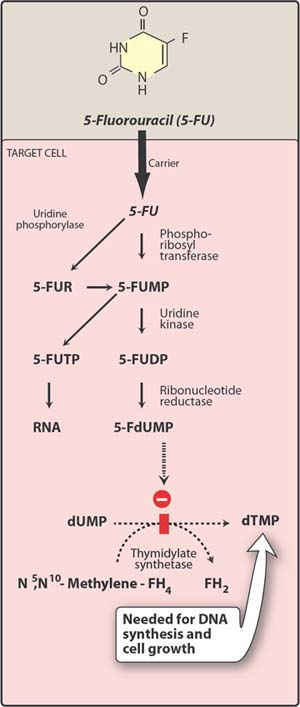 O
HN
F
O
N
H
5-Fluorouracil (5-FU)
TARGET CELL
Carrier
5-FU
Uridine
phosphorylase
Phospho-
ribosyl
transferase
5-FUR
5-FUMP
Uridine
kinase
5-FUTP
5-FUDP
Ribonucleotide
reductase
RNA
5-FdUMP
dUMP
dTMP
Thymidylate
synthetase
N5,N10- Methylene - FH4
FH2
Needed for DNA
synthesis and
cell growth